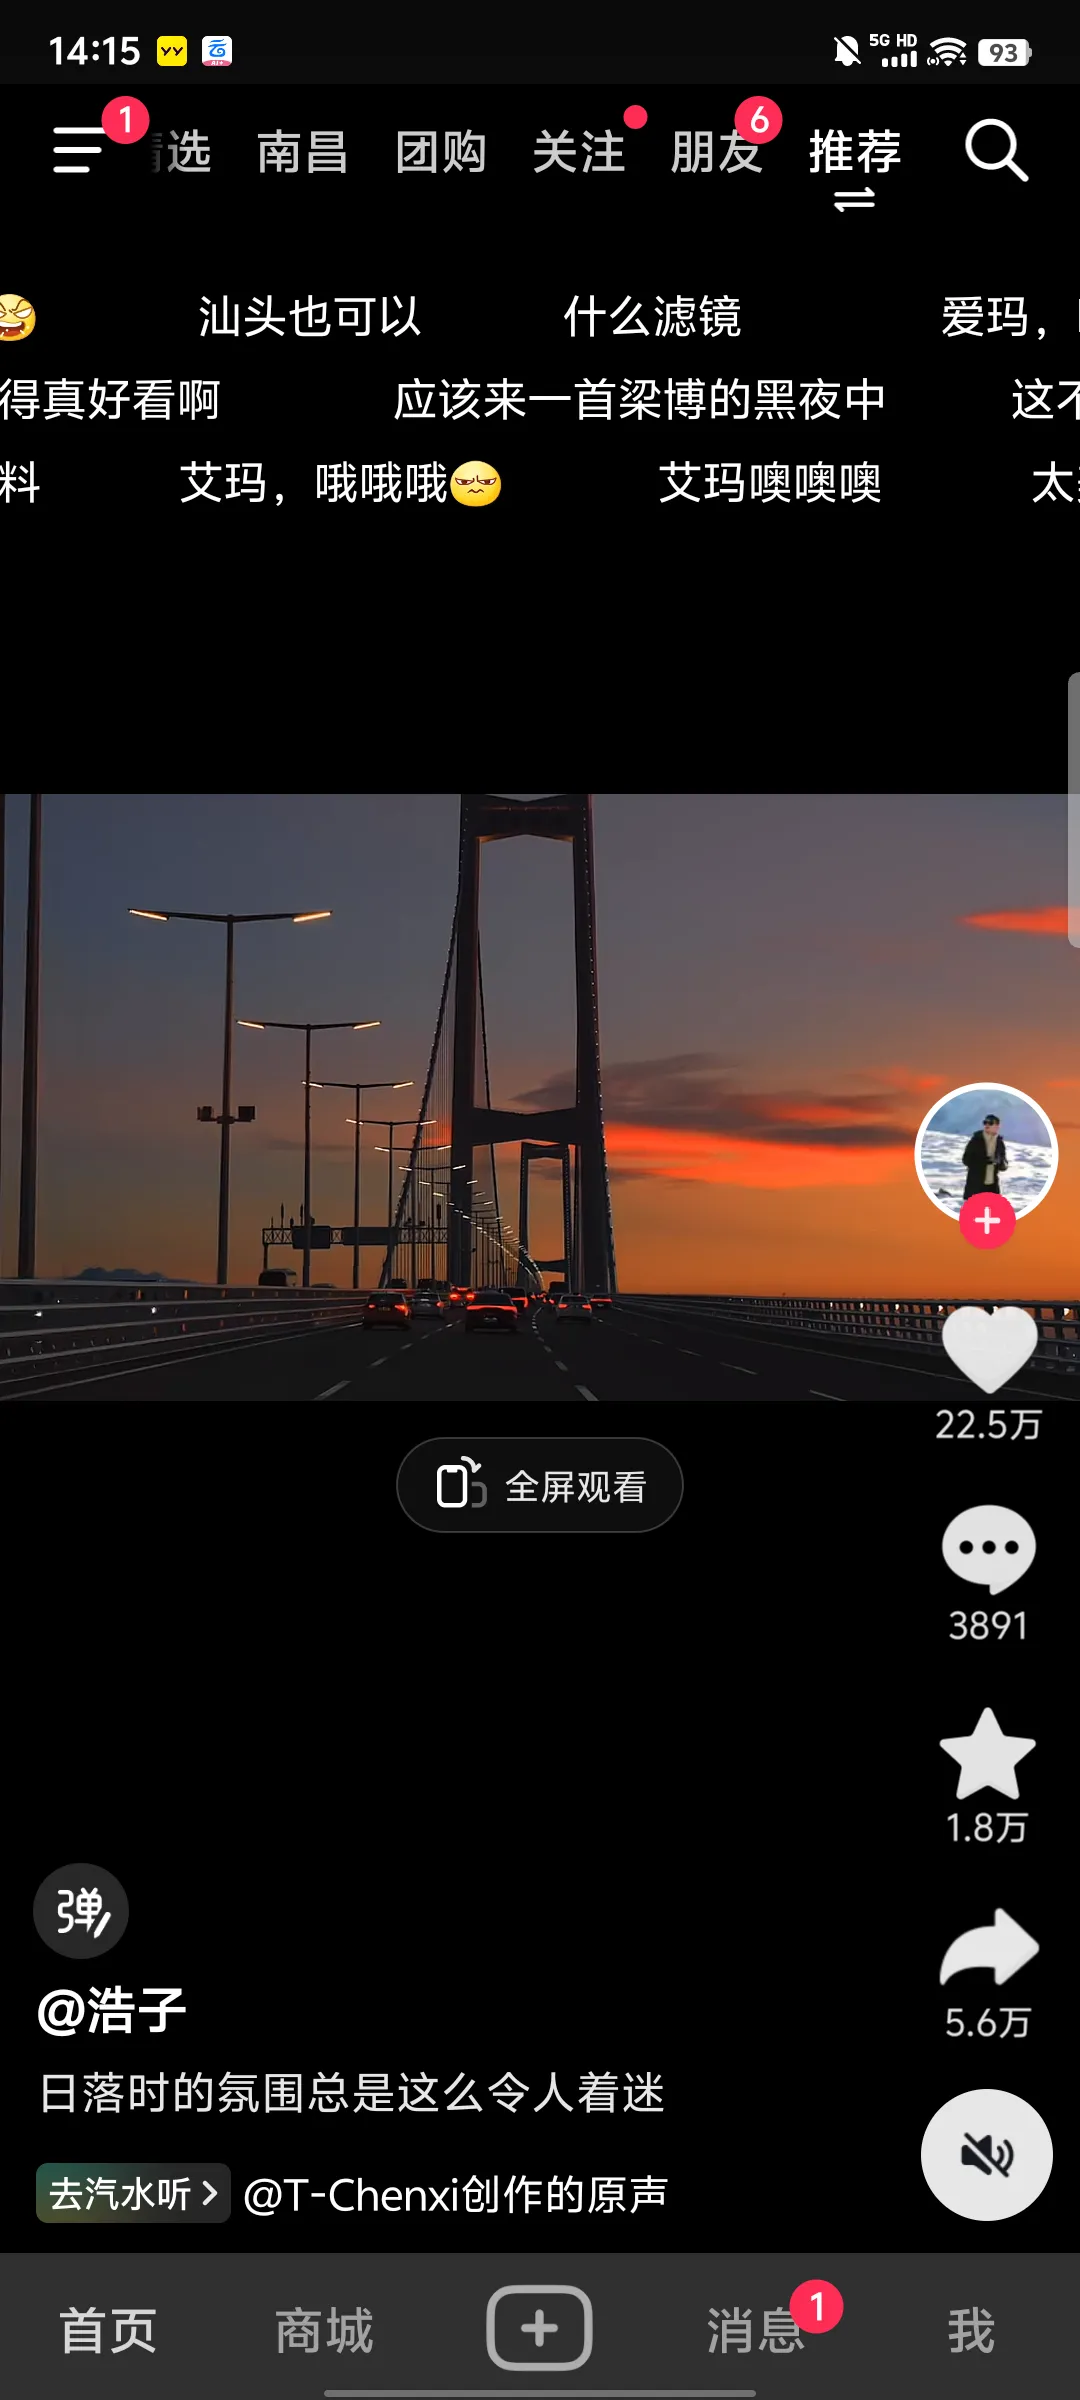 14:15
5G HD
93
1
选 南昌 团购 关注 朋友 6 推荐
汕头也可以 什么滤镜 爱玛，
得真好看啊 应该来一首梁博的黑夜中 这不
料 艾玛，哦哦哦 艾玛噢噢噢 太
22.5万
全屏观看
3891
1.8万
弹
@浩子
5.6万
日落时的氛围总是这么令人着迷
去汽水听 @T-Chenxi创作的原声
首页 商城 消息 1 我